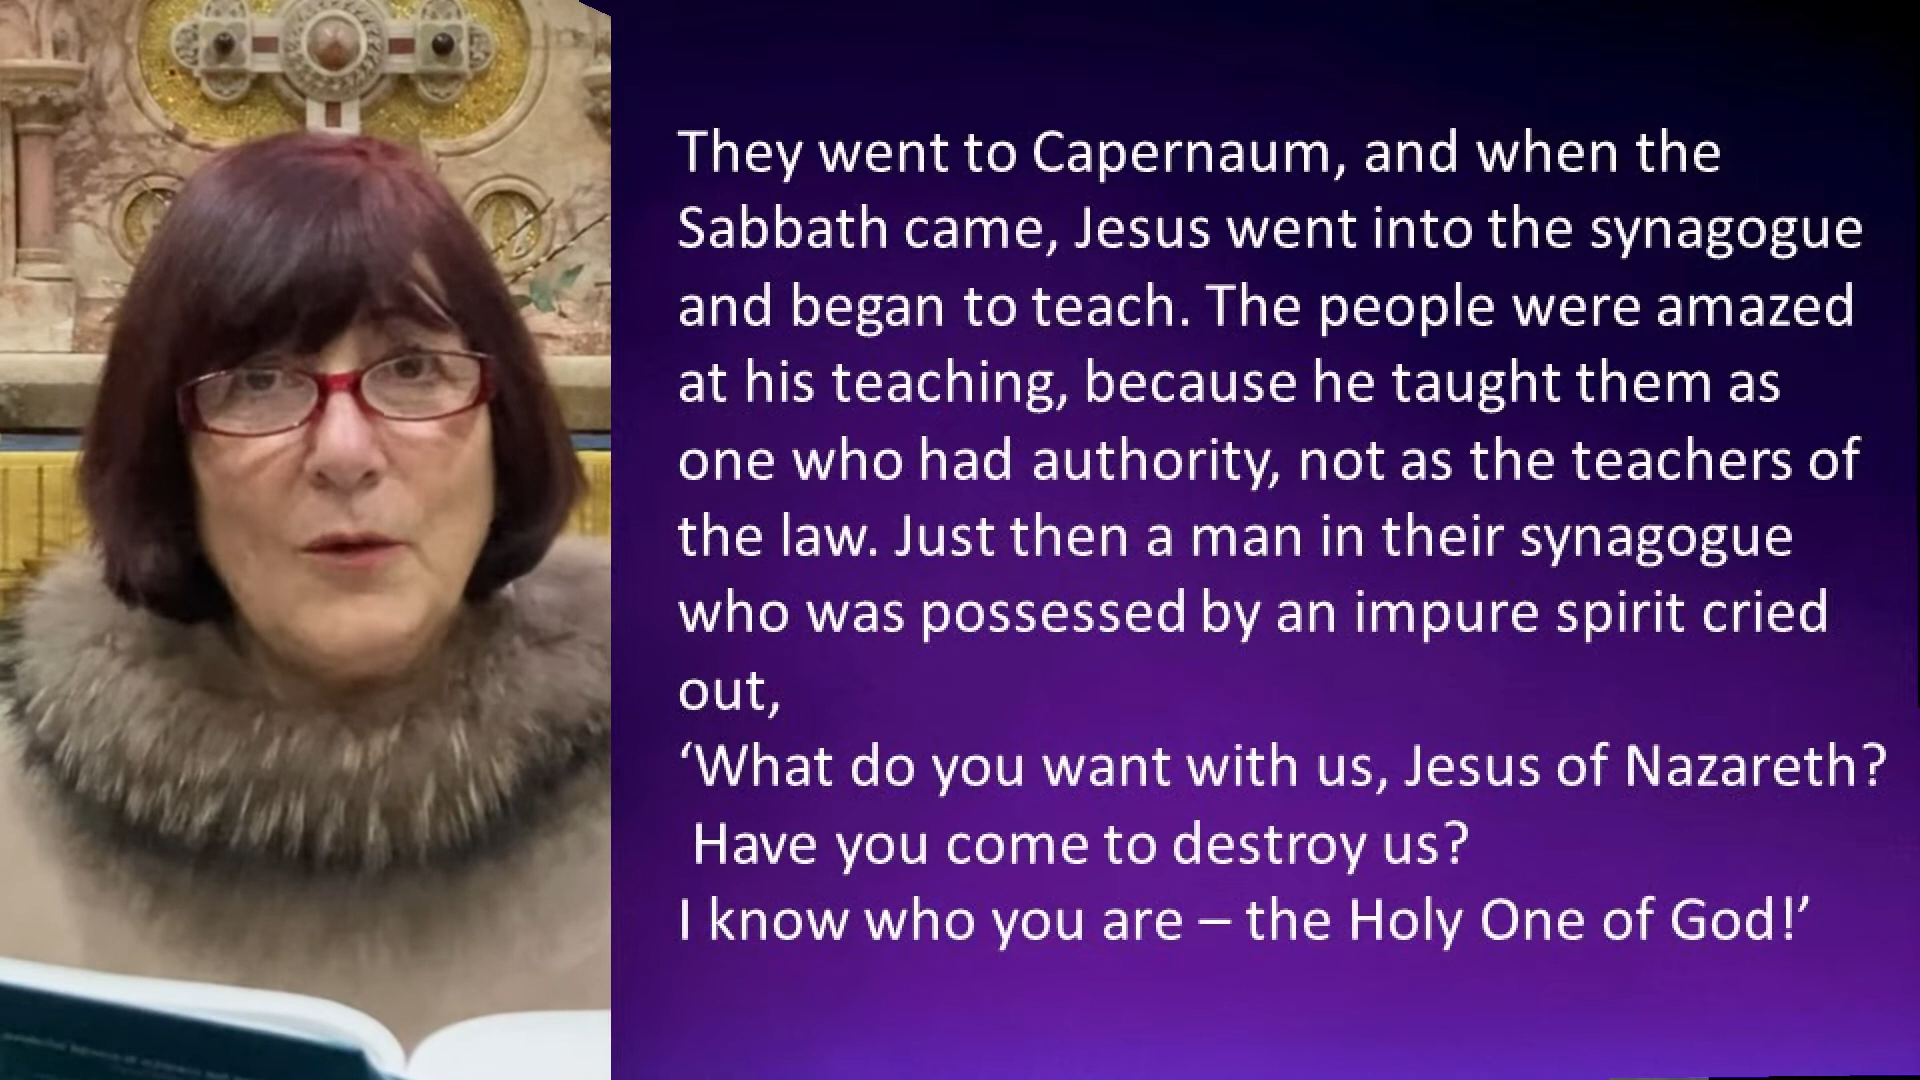 They went to Capernaum, and when the
Sabbath came, Jesus went into the synagogue
and began to teach. The people were amazed
at his teaching, because he taught them as
one who had authority, not as the teachers of
the law. Just then a man in their synagogue
who was possessed by an impure spirit cried
out,
‘What do you want with us, Jesus of Nazareth?
Have you come to destroy us?
I know who you are – the Holy One of God!’